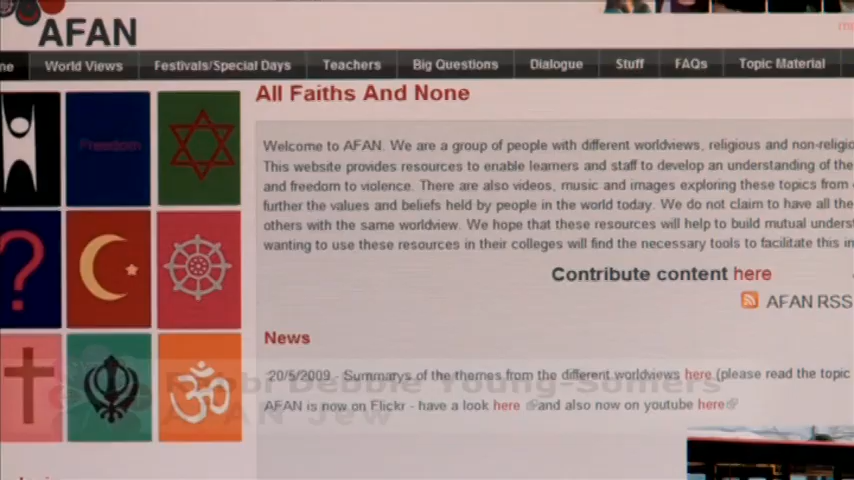 AFAN
World Views Festivals/Special Days Teachers Big Questions Dialogue Stuff FAQs Topic Material
All Faiths And None
Freedom
Welcome to AFAN. We are a group of people with different worldviews, religious and non-religio
This website provides resources to enable learners and staff to develop an understanding of the
and freedom to violence. There are also videos, music and images exploring these topics from
further the values and beliefs held by people in the world today. We do not claim to have all the
others with the same worldview. We hope that these resources will help to build mutual underst
wanting to use these resources in their colleges will find the necessary tools to facilitate this in
?
Contribute content here
AFAN RSS
News
20/5/2009 - Summarys of the themes from the different worldviews here (please read the topic
Rabbi Debbie Young-Somers
AFAN is now on Flickr - have a look here and also now on youtube here
AFAN Jew